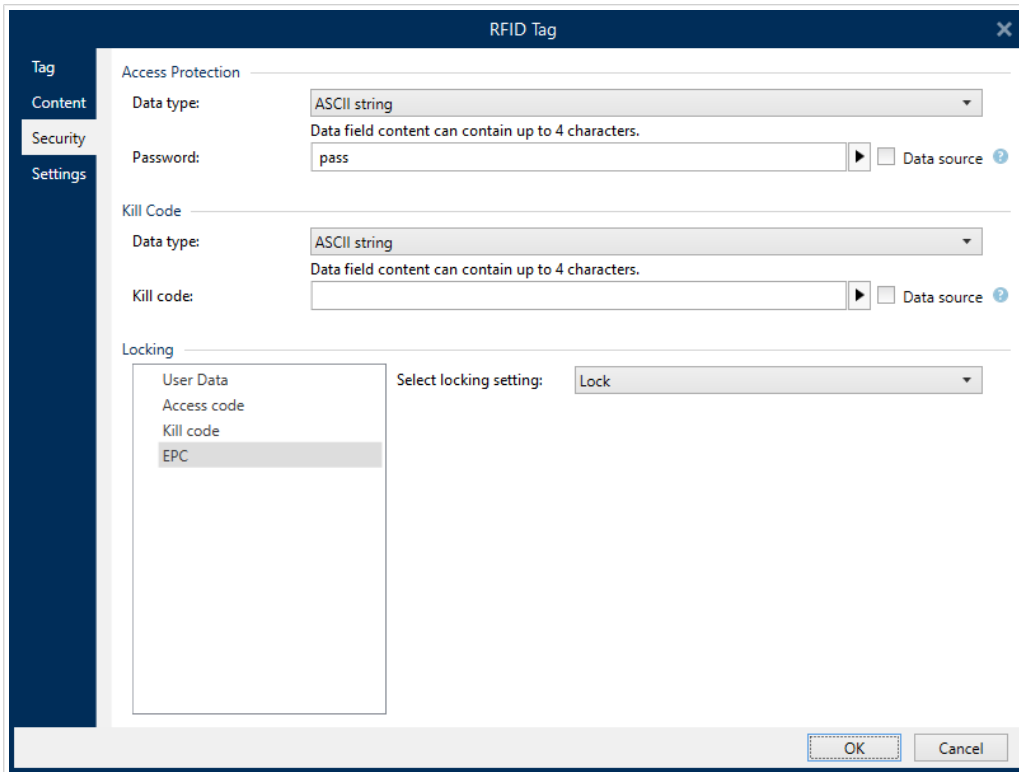 RFID Tag
Tag
Content
Security
Settings
Access Protection
Data type: ASCII string
Data field content can contain up to 4 characters.
Password: pass Data source ?
Kill Code
Data type: ASCII string
Data field content can contain up to 4 characters.
Kill code: Data source ?
Locking
User Data
Access code
Kill code
EPC
Select locking setting: Lock
OK Cancel